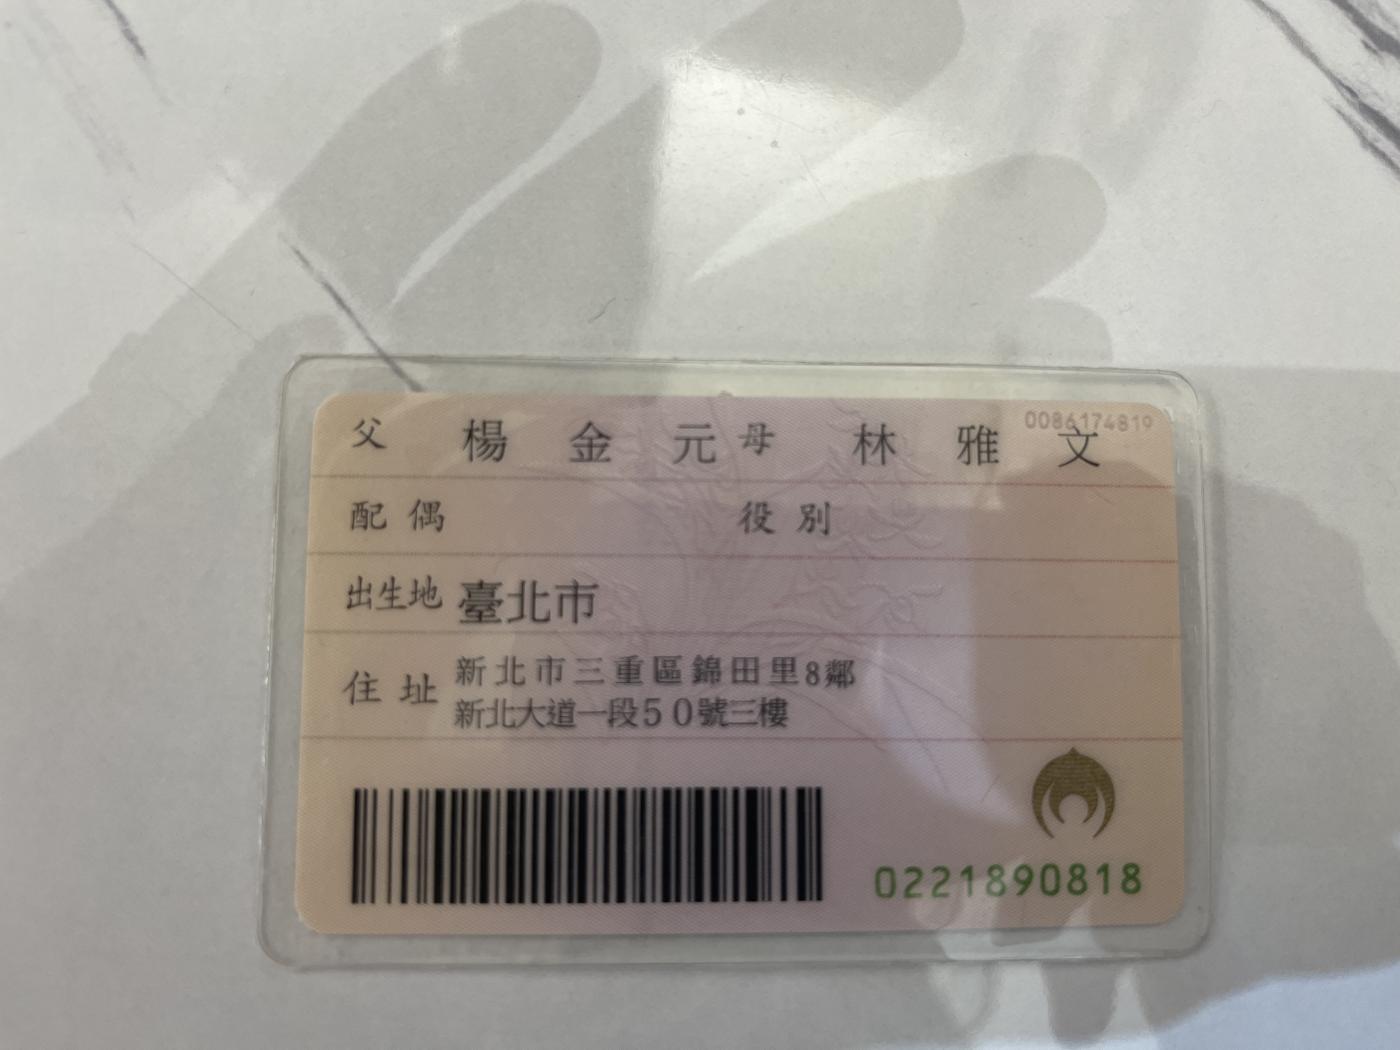 0086174819
父 楊金元 母 林雅文
配偶 役別
出生地 臺北市
住址 新北市三重區錦田里8鄰
新北大道一段50號三樓
0221890818